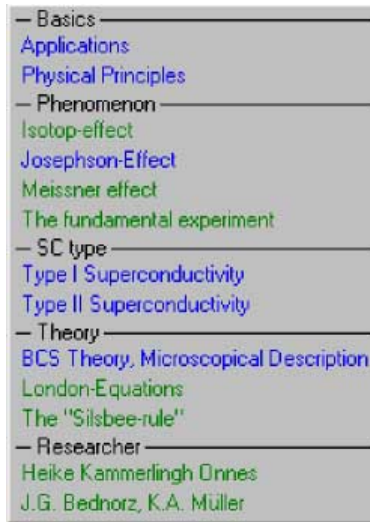 Basics
Applications
Physical Principles
Phenomenon
Isotop-effect
Josephson-Effect
Meissner effect
The fundamental experiment
SC type
Type I Superconductivity
Type II Superconductivity
Theory
BCS Theory, Microscopical Description
London-Equations
The "Silsbee-rule"
Researcher
Heike Kammerlingh Onnes
J.G. Bednorz, K.A. Müller